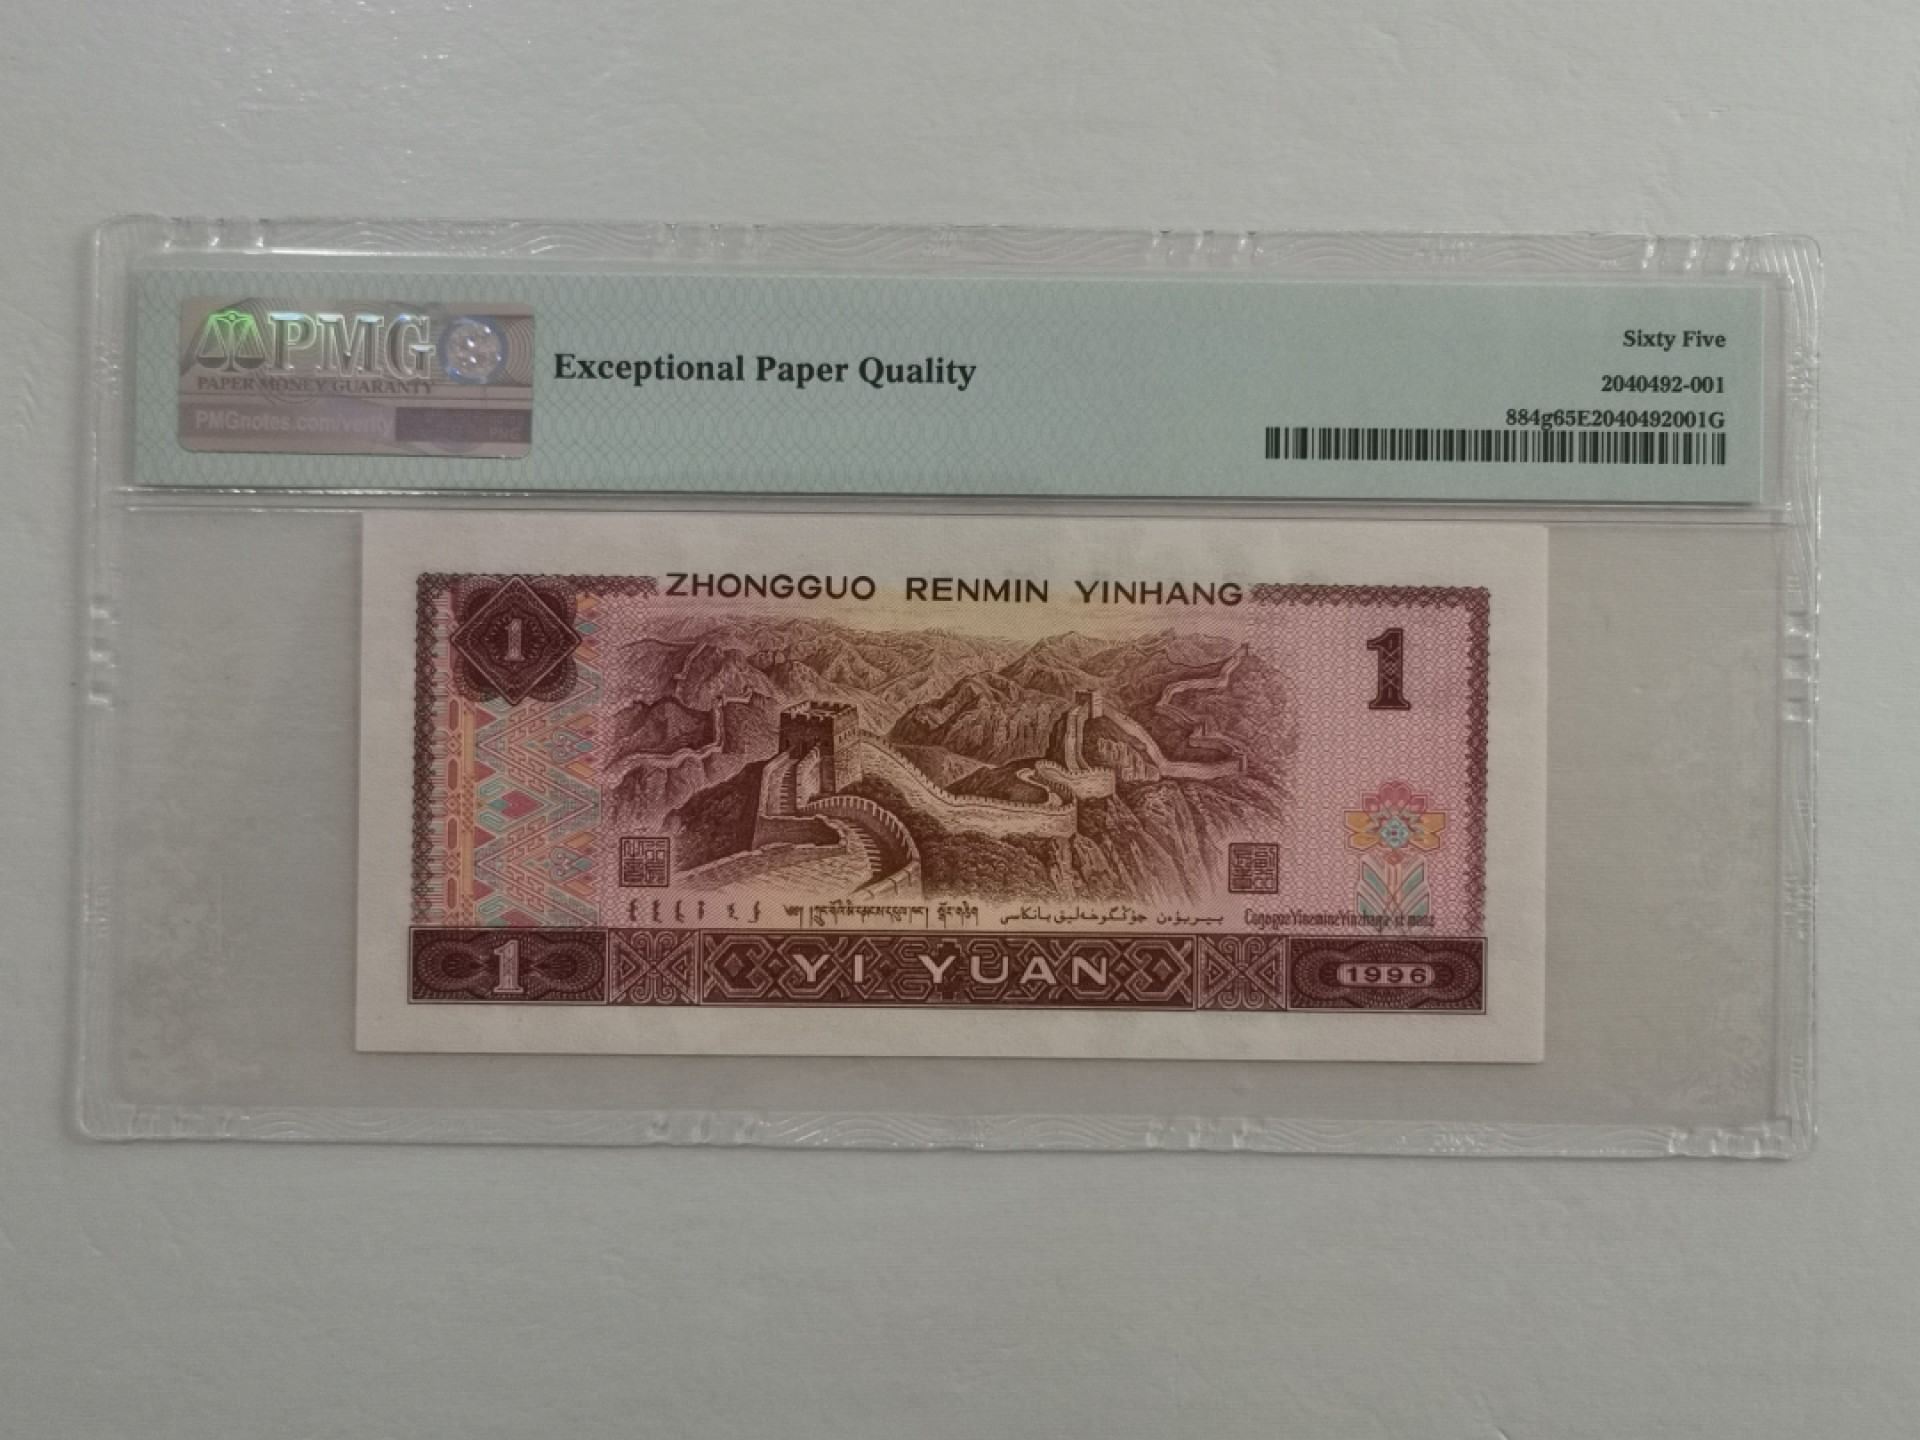 PMG
PAPER MONEY GUARANTY
PMGnotes.com/verify
Exceptional Paper Quality
Sixty Five
2040492-001
884g65E2040492001G
ZHONGGUO RENMIN YINHANG
1
1
1
YI YUAN
1996